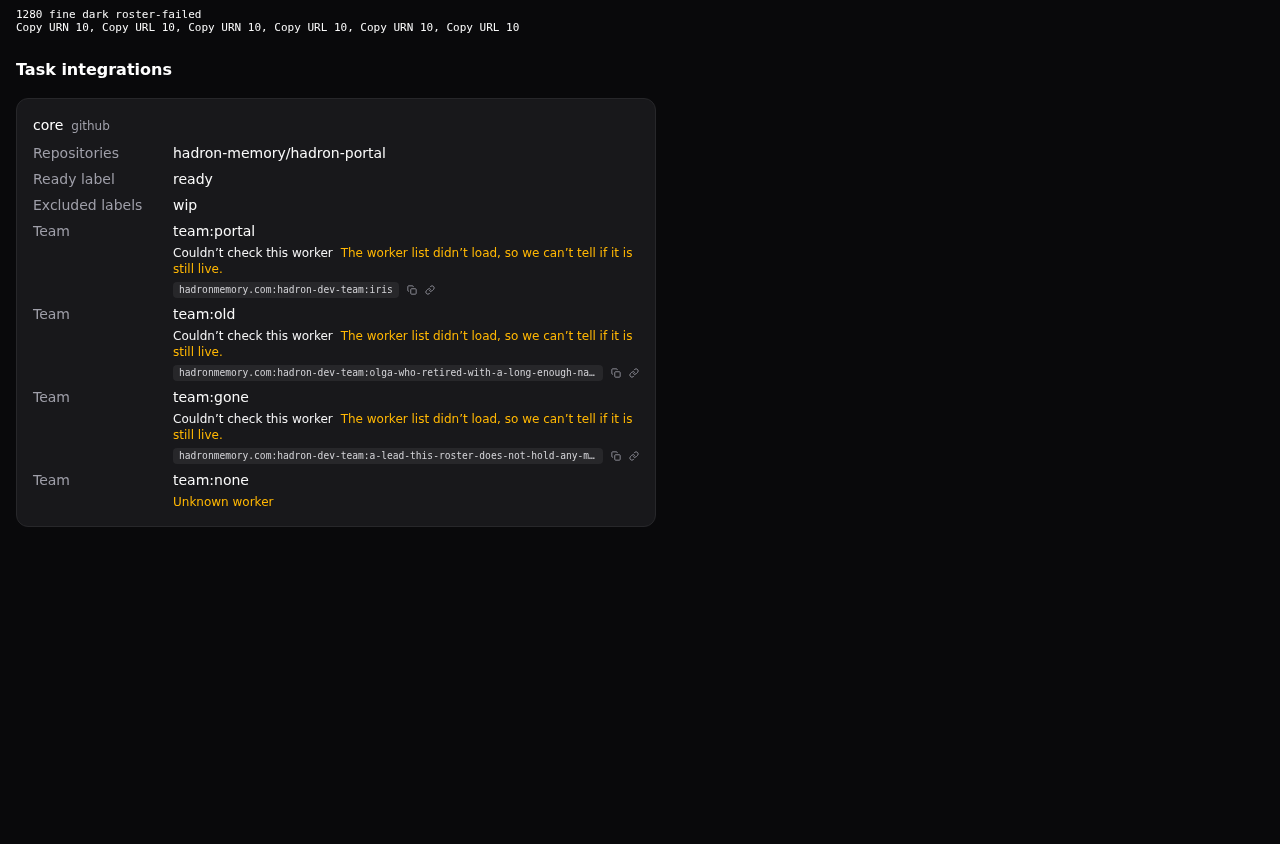 1280 fine dark roster-failed
Copy URN 10, Copy URL 10, Copy URN 10, Copy URL 10, Copy URN 10, Copy URL 10
Task integrations
core github
Repositories hadron-memory/hadron-portal
Ready label ready
Excluded labels wip
Team team:portal
Couldn’t check this worker The worker list didn’t load, so we can’t tell if it is
still live.
hadronmemory.com:hadron-dev-team:iris
Team team:old
Couldn’t check this worker The worker list didn’t load, so we can’t tell if it is
still live.
hadronmemory.com:hadron-dev-team:olga-who-retired-with-a-long-enough-na…
Team team:gone
Couldn’t check this worker The worker list didn’t load, so we can’t tell if it is
still live.
hadronmemory.com:hadron-dev-team:a-lead-this-roster-does-not-hold-any-m…
Team team:none
Unknown worker